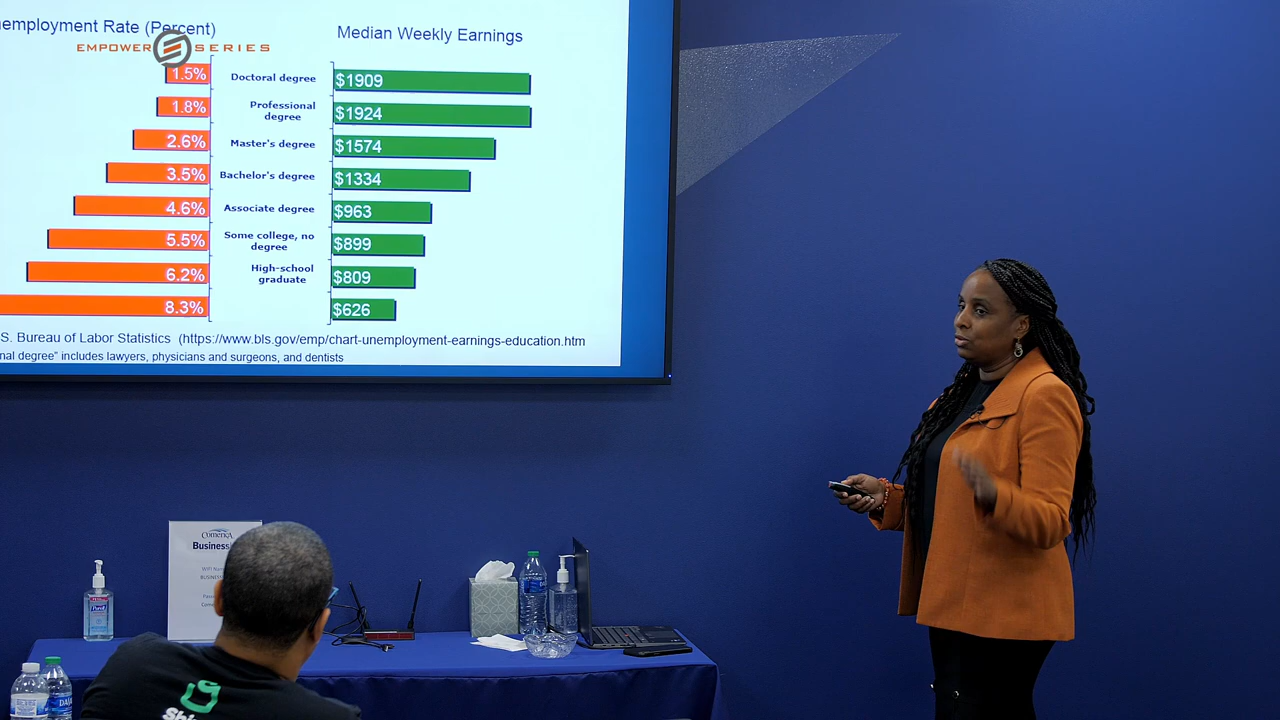 employment Rate (Percent)
Median Weekly Earnings
EMPOWER SERIES
1.5% Doctoral degree $1909
1.8% Professional degree $1924
2.6% Master's degree $1574
3.5% Bachelor's degree $1334
4.6% Associate degree $963
5.5% Some college, no degree $899
6.2% High-school graduate $809
8.3% $626
S. Bureau of Labor Statistics (https://www.bls.gov/emp/chart-unemployment-earnings-education.htm
nal degree" includes lawyers, physicians and surgeons, and dentists
Comerica
Business
WIFI
BUSINESS
Purell